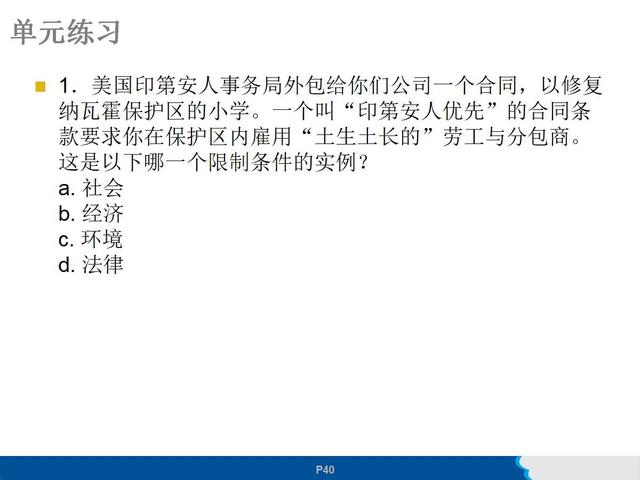 单元练习
1. 美国印第安人事务局外包给你们公司一个合同，以修复
纳瓦霍保护区的小学。一个叫“印第安人优先”的合同条
款要求你在保护区内雇用“土生土长的”劳工与分包商。
这是以下哪一个限制条件的实例？
a. 社会
b. 经济
c. 环境
d. 法律
P40